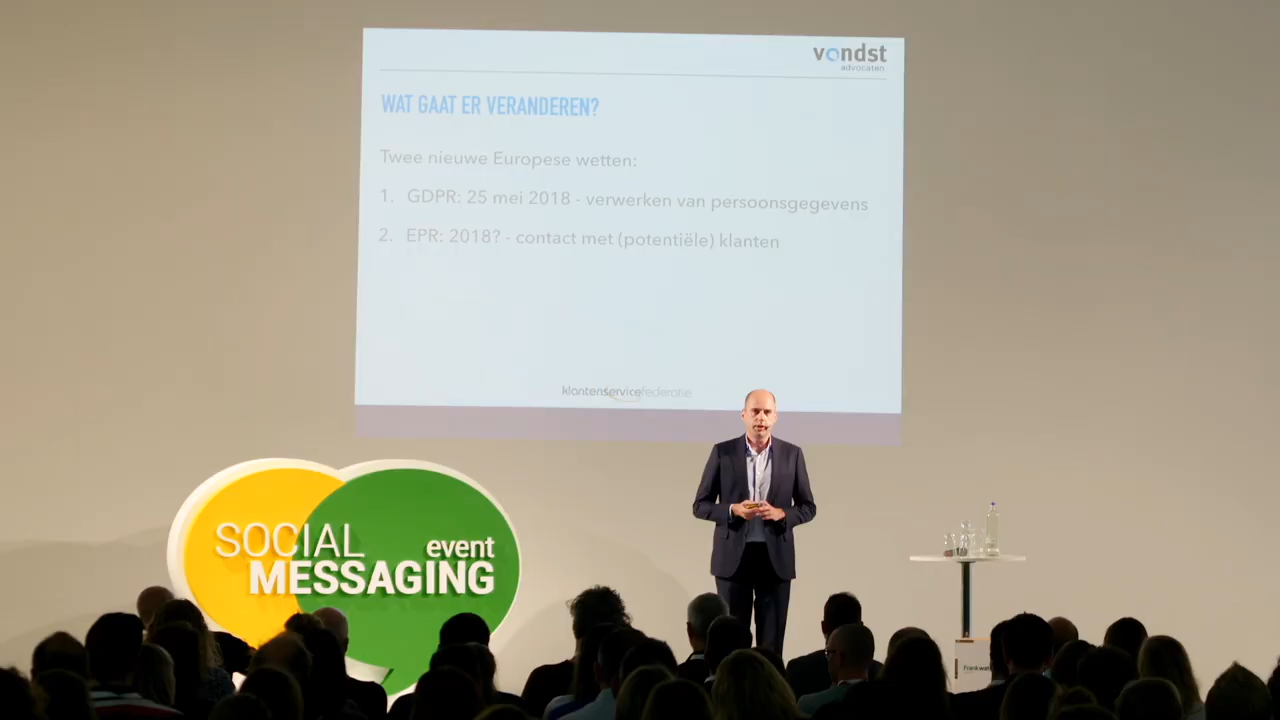 vondst
advocaten
WAT GAAT ER VERANDEREN?
Twee nieuwe Europese wetten:
1. GDPR: 25 mei 2018 - verwerken van persoonsgegevens
2. EPR: 2018? - contact met (potentiële) klanten
klantenservicefederatie
SOCIAL
event
MESSAGING